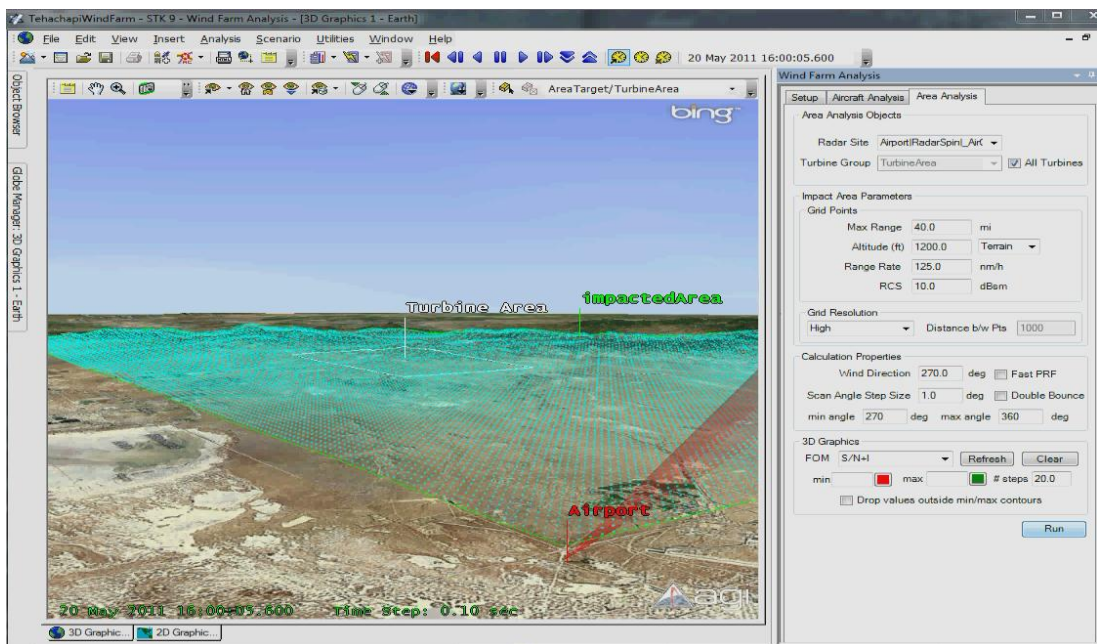 TehachapiWindFarm - STK 9 - Wind Farm Analysis - [3D Graphics 1 - Earth]
File Edit View Insert Analysis Scenario Utilities Window Help
20 May 2011 16:00:05.600
Object Browser
Globe Manager: 3D Graphics 1 - Earth
AreaTarget/TurbineArea
bing
Turbine Area
impactedArea
Airport
20 May 2011 16:00:05.600 Time Step: 0.10 sec
agi
3D Graphic... 2D Graphic...
Wind Farm Analysis
Setup Aircraft Analysis Area Analysis
Area Analysis Objects
Radar Site Airport|RadarSpin|_Air(
Turbine Group TurbineArea All Turbines
Impact Area Parameters
Grid Points
Max Range 40.0 mi
Altitude (ft) 1200.0 Terrain
Range Rate 125.0 nm/h
RCS 10.0 dBsm
Grid Resolution
High Distance b/w Pts 1000
Calculation Properties
Wind Direction 270.0 deg Fast PRF
Scan Angle Step Size 1.0 deg Double Bounce
min angle 270 deg max angle 360 deg
3D Graphics
FOM S/N+I Refresh Clear
min max # steps 20.0
Drop values outside min/max contours
Run